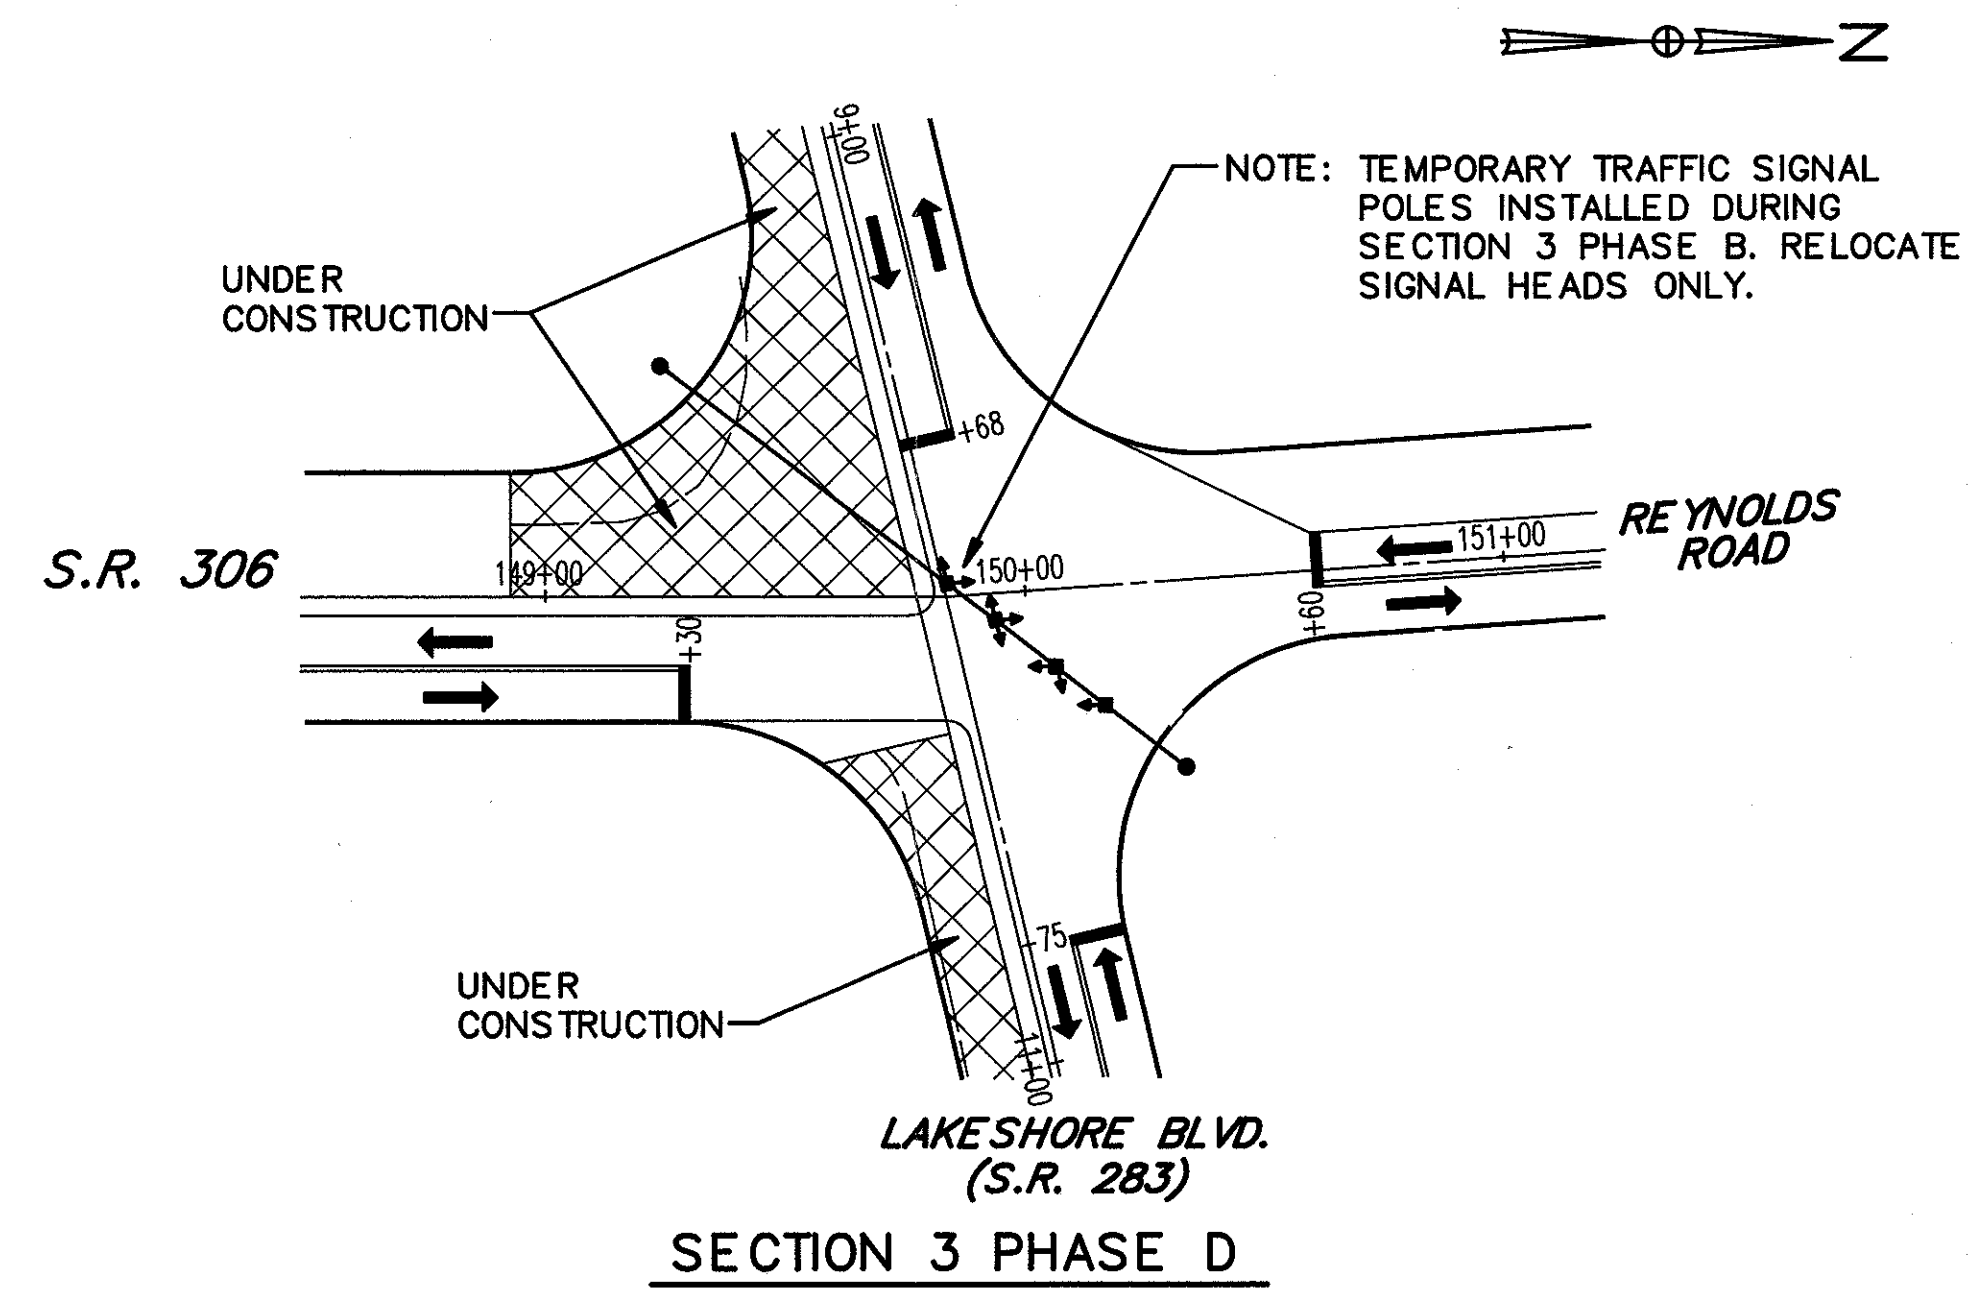 N
9+00
NOTE: TEMPORARY TRAFFIC SIGNAL
POLES INSTALLED DURING
SECTION 3 PHASE B. RELOCATE
SIGNAL HEADS ONLY.
UNDER
CONSTRUCTION
+68
REYNOLDS
ROAD
S.R. 306
149+00
150+00
151+00
+30
+60
+75
UNDER
CONSTRUCTION
11+00
LAKESHORE BLVD.
(S.R. 283)
SECTION 3 PHASE D